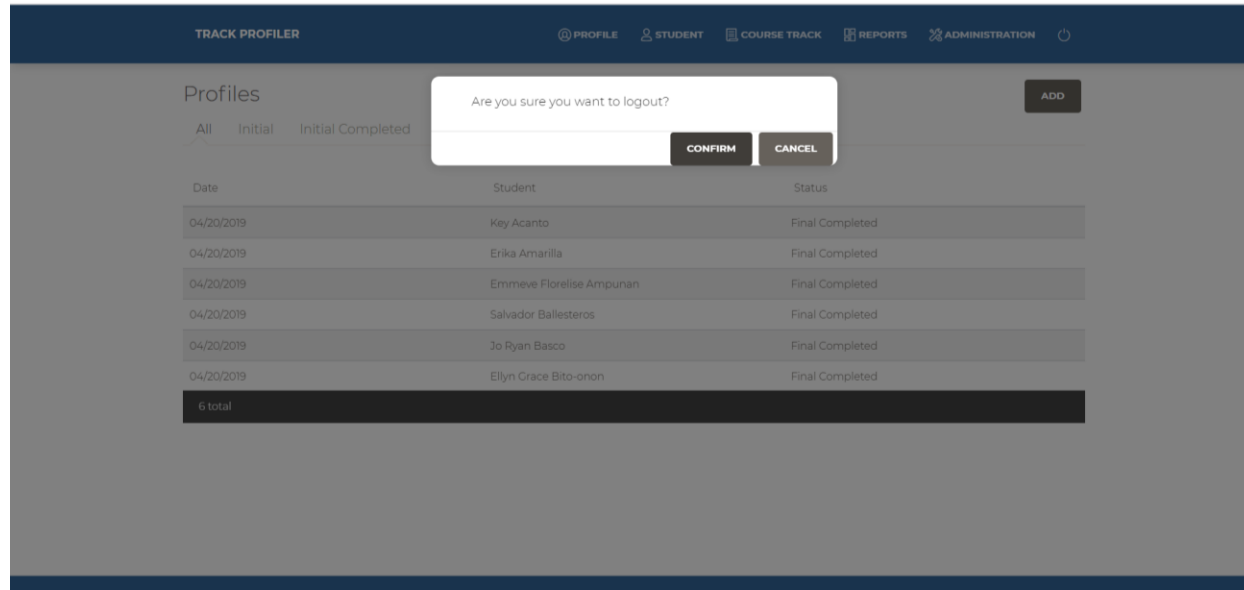 TRACK PROFILER PROFILE STUDENT COURSE TRACK REPORTS ADMINISTRATION
Profiles Are you sure you want to logout? ADD
All Initial Initial Completed
CONFIRM CANCEL
Date Student Status
04/20/2019 Key Acanto Final Completed
04/20/2019 Erika Amarilla Final Completed
04/20/2019 Emmeve Florelise Ampunan Final Completed
04/20/2019 Salvador Ballesteros Final Completed
04/20/2019 Jo Ryan Basco Final Completed
04/20/2019 Ellyn Grace Bito-onon Final Completed
6 total